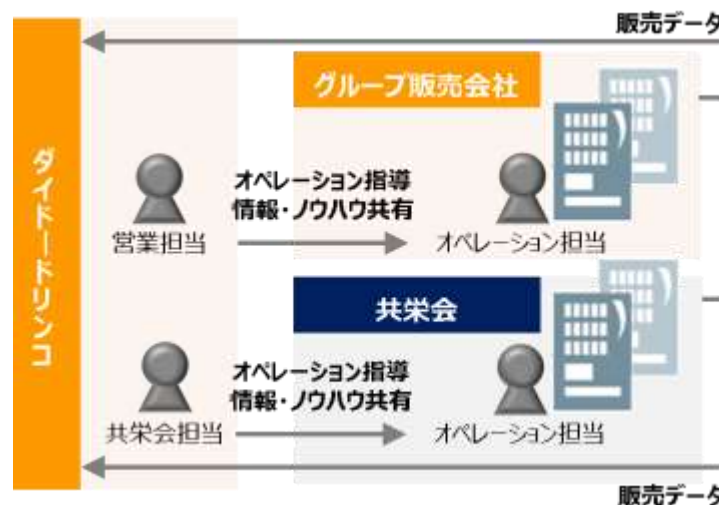 販売データ
グループ販売会社
ダイドードリンコ
オペレーション指導
情報・ノウハウ共有
営業担当
オペレーション担当
共栄会
オペレーション指導
情報・ノウハウ共有
共栄会担当
オペレーション担当
販売データ